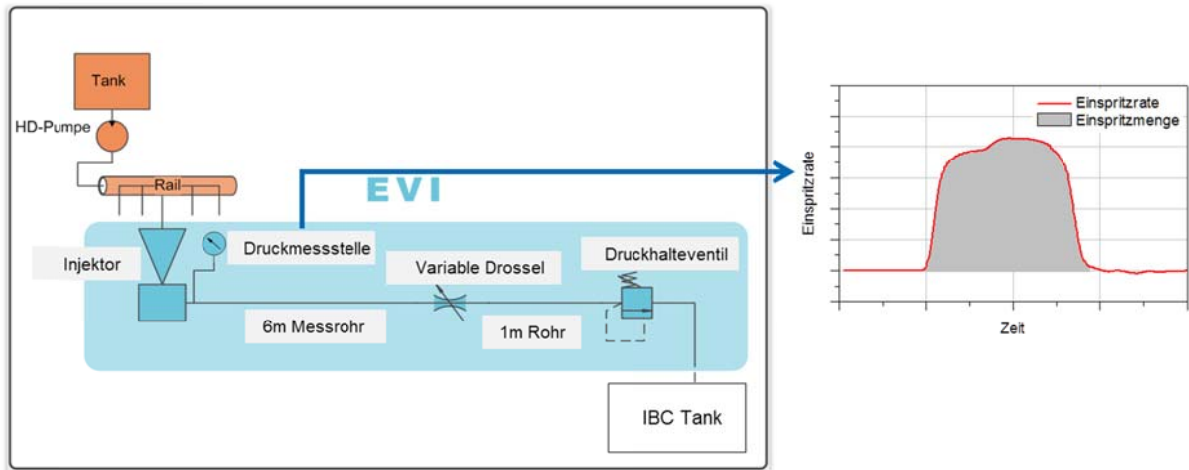 Tank
HD-Pumpe
Rail
EVI
Injektor
Druckmessstelle
Variable Drossel
Druckhalteventil
6m Messrohr
1m Rohr
IBC Tank
Einspritzrate
Einspritzmenge
Einspritzrate
Zeit